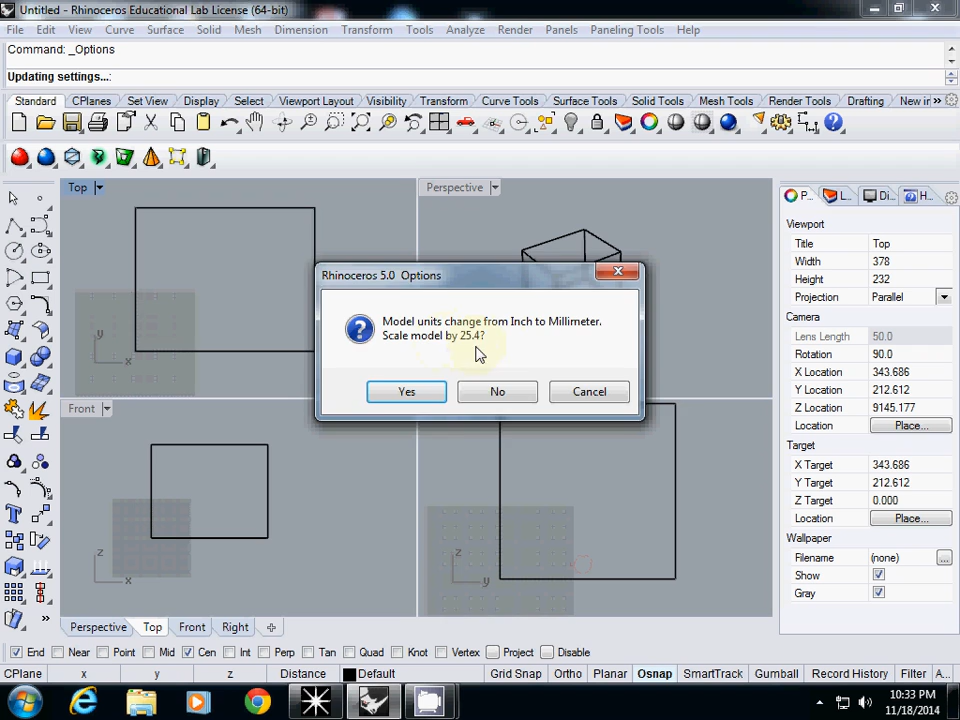 Untitled - Rhinoceros Educational Lab License (64-bit)
File Edit View Curve Surface Solid Mesh Dimension Transform Tools Analyze Render Panels Paneling Tools Help
Command: _Options
Updating settings...:
Standard CPlanes Set View Display Select Viewport Layout Visibility Transform Curve Tools Surface Tools Solid Tools Mesh Tools Render Tools Drafting New in »
Top
Perspective
P... L... Di... H...
Viewport
Title Top
Width 378
Height 232
Projection Parallel
Camera
Lens Length 50.0
Rotation 90.0
X Location 343.686
Y Location 212.612
Z Location 9145.177
Location Place...
Target
X Target 343.686
Y Target 212.612
Z Target 0.000
Location Place...
Wallpaper
Filename (none) ...
Show
Gray
Rhinoceros 5.0 Options
Model units change from Inch to Millimeter.
Scale model by 25.4?
Yes No Cancel
y
x
Front
z
x
z
y
Perspective Top Front Right
End Near Point Mid Cen Int Perp Tan Quad Knot Vertex Project Disable
CPlane x y z Distance Default Grid Snap Ortho Planar Osnap SmartTrack Gumball Record History Filter A...
10:33 PM
11/18/2014